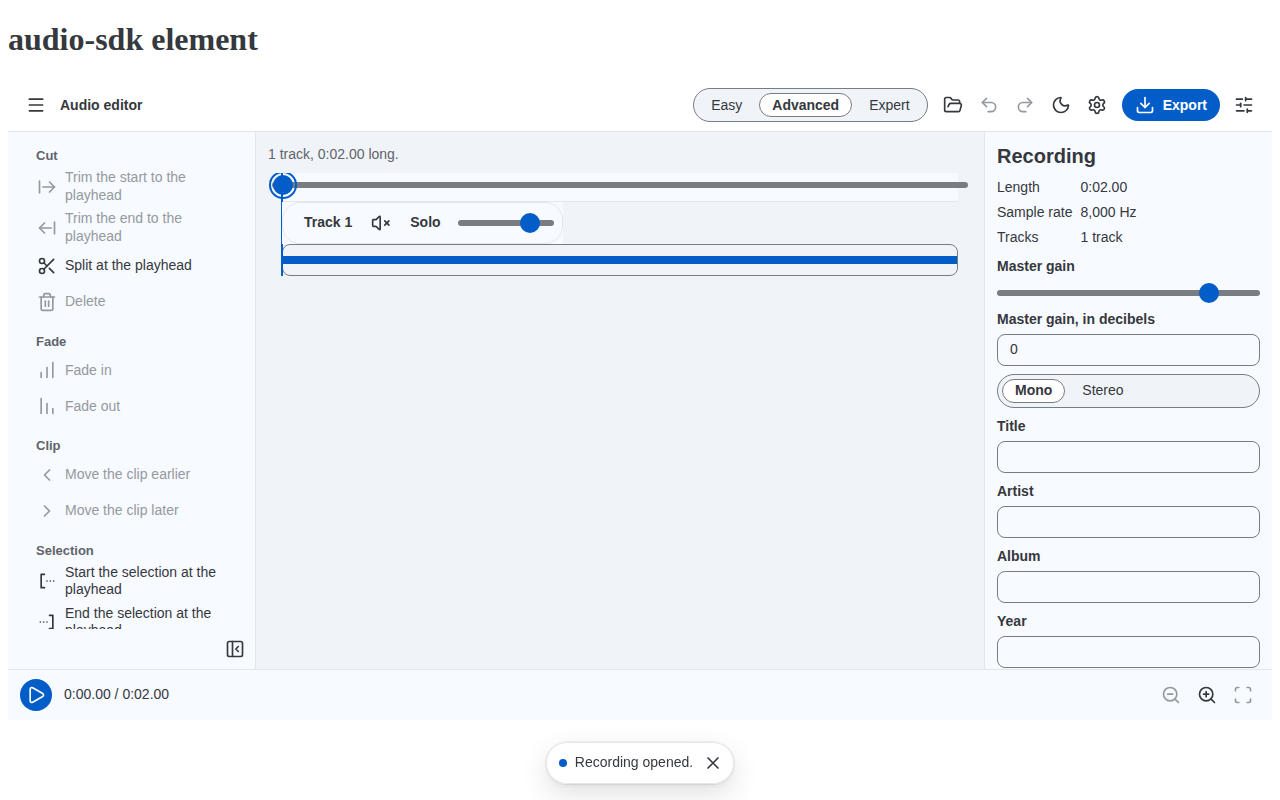 audio-sdk element
Audio editor
Easy Advanced Expert
Export
Cut
Trim the start to the
playhead
Trim the end to the
playhead
Split at the playhead
Delete
Fade
Fade in
Fade out
Clip
Move the clip earlier
Move the clip later
Selection
Start the selection at the
playhead
End the selection at the
playhead
1 track, 0:02.00 long.
Track 1 Solo
Recording
Length 0:02.00
Sample rate 8,000 Hz
Tracks 1 track
Master gain
Master gain, in decibels
0
Mono Stereo
Title
Artist
Album
Year
0:00.00 / 0:02.00
Recording opened.